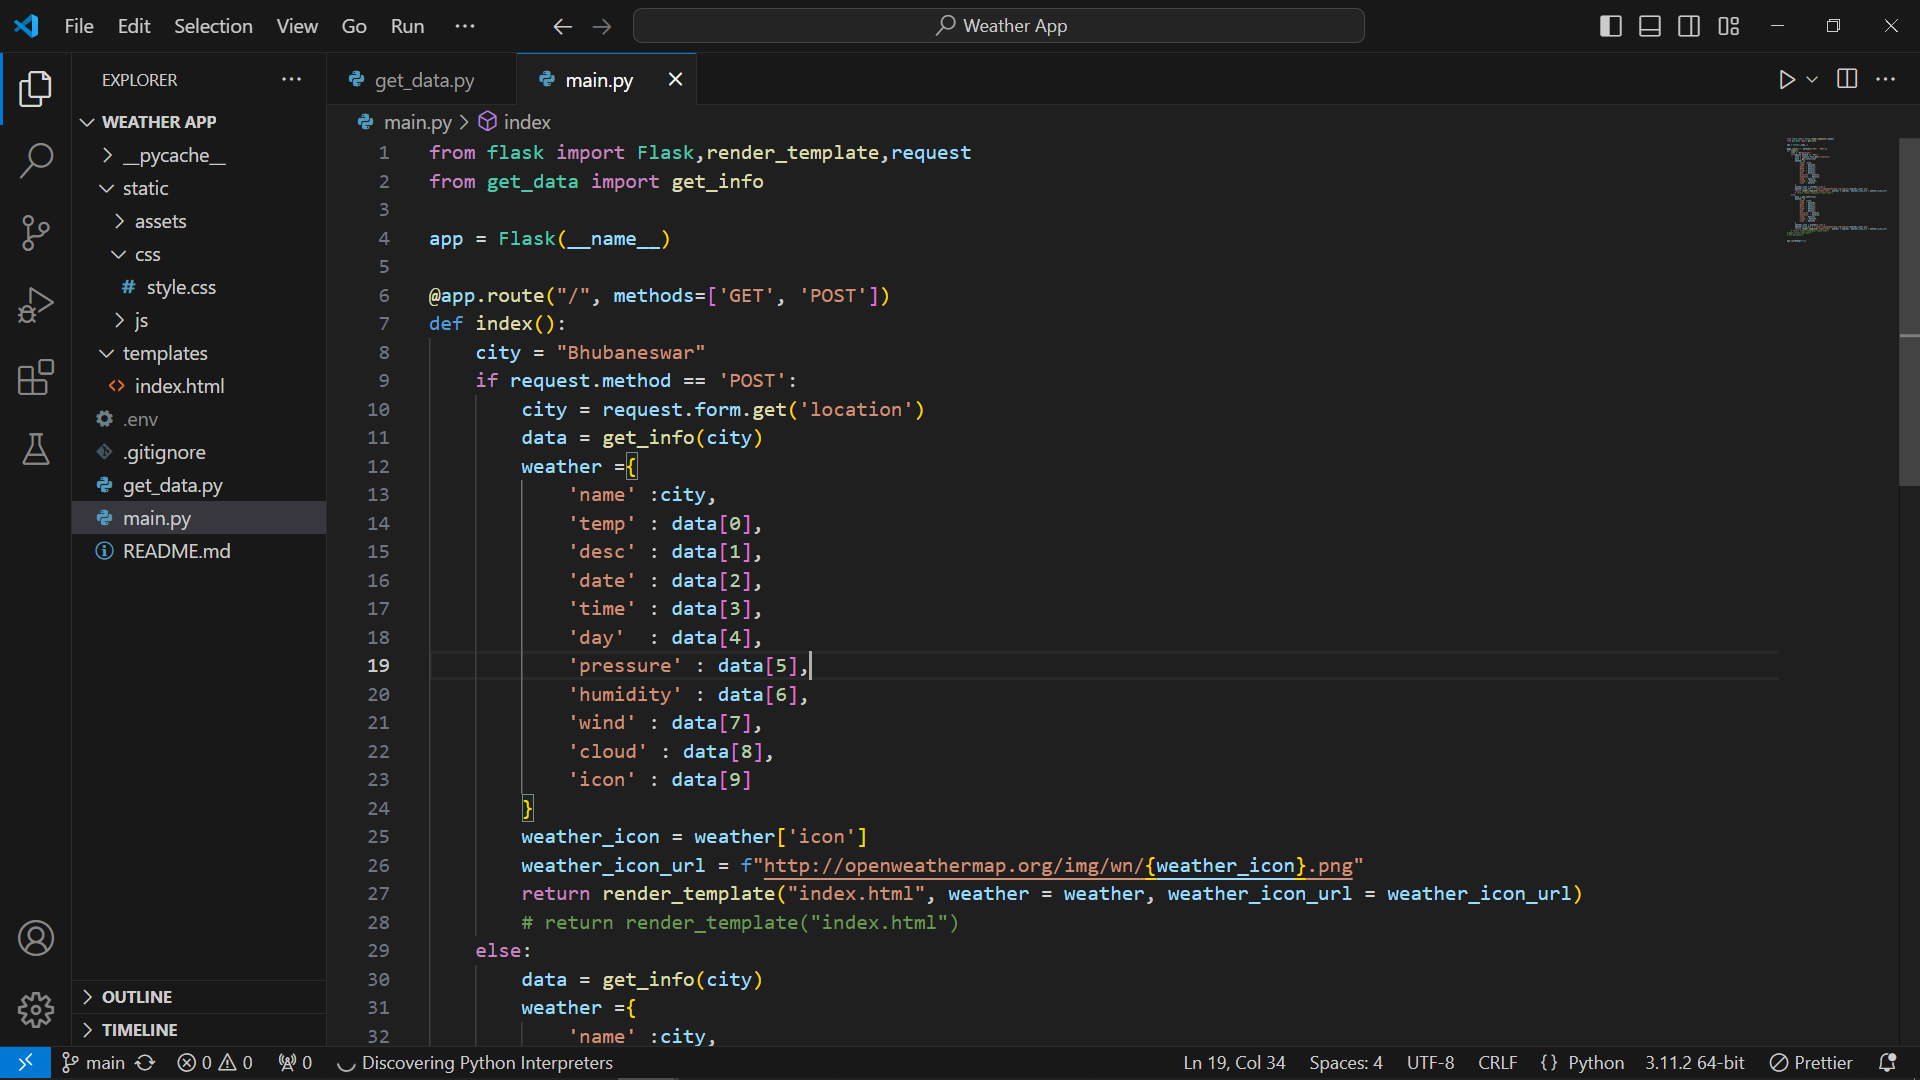 File Edit Selection View Go Run ··· Weather App
EXPLORER ···
WEATHER APP
__pycache__
static
assets
css
# style.css
js
templates
<> index.html
.env
.gitignore
get_data.py
main.py
README.md
OUTLINE
TIMELINE
get_data.py main.py
main.py > index
1 from flask import Flask,render_template,request
2 from get_data import get_info
3
4 app = Flask(__name__)
5
6 @app.route("/", methods=['GET', 'POST'])
7 def index():
8 city = "Bhubaneswar"
9 if request.method == 'POST':
10 city = request.form.get('location')
11 data = get_info(city)
12 weather ={
13 'name' :city,
14 'temp' : data[0],
15 'desc' : data[1],
16 'date' : data[2],
17 'time' : data[3],
18 'day'  : data[4],
19 'pressure' : data[5],
20 'humidity' : data[6],
21 'wind' : data[7],
22 'cloud' : data[8],
23 'icon' : data[9]
24 }
25 weather_icon = weather['icon']
26 weather_icon_url = f"http://openweathermap.org/img/wn/{weather_icon}.png"
27 return render_template("index.html", weather = weather, weather_icon_url = weather_icon_url)
28 # return render_template("index.html")
29 else:
30 data = get_info(city)
31 weather ={
32 'name' :city,
main 0 0 0 Discovering Python Interpreters Ln 19, Col 34 Spaces: 4 UTF-8 CRLF {} Python 3.11.2 64-bit Prettier